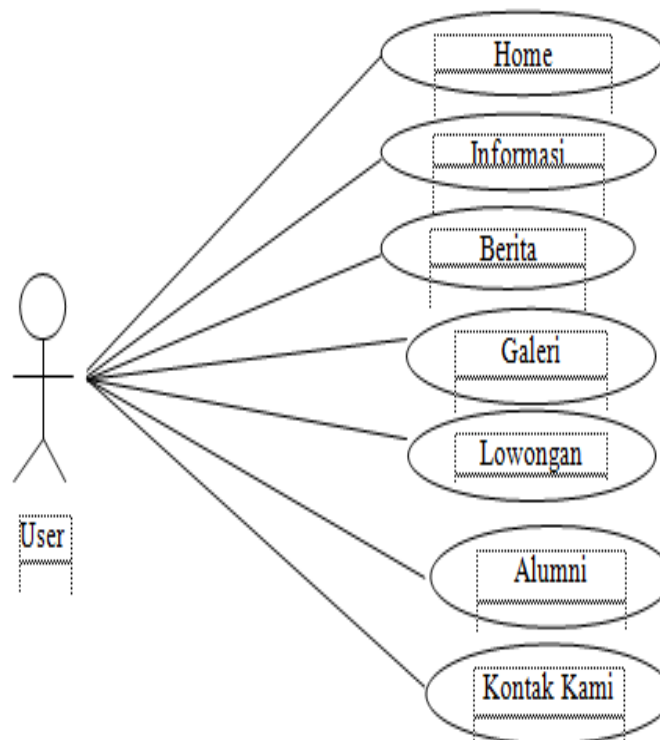 Home
Informasi
Berita
Galeri
Lowongan
User
Alumni
Kontak Kami